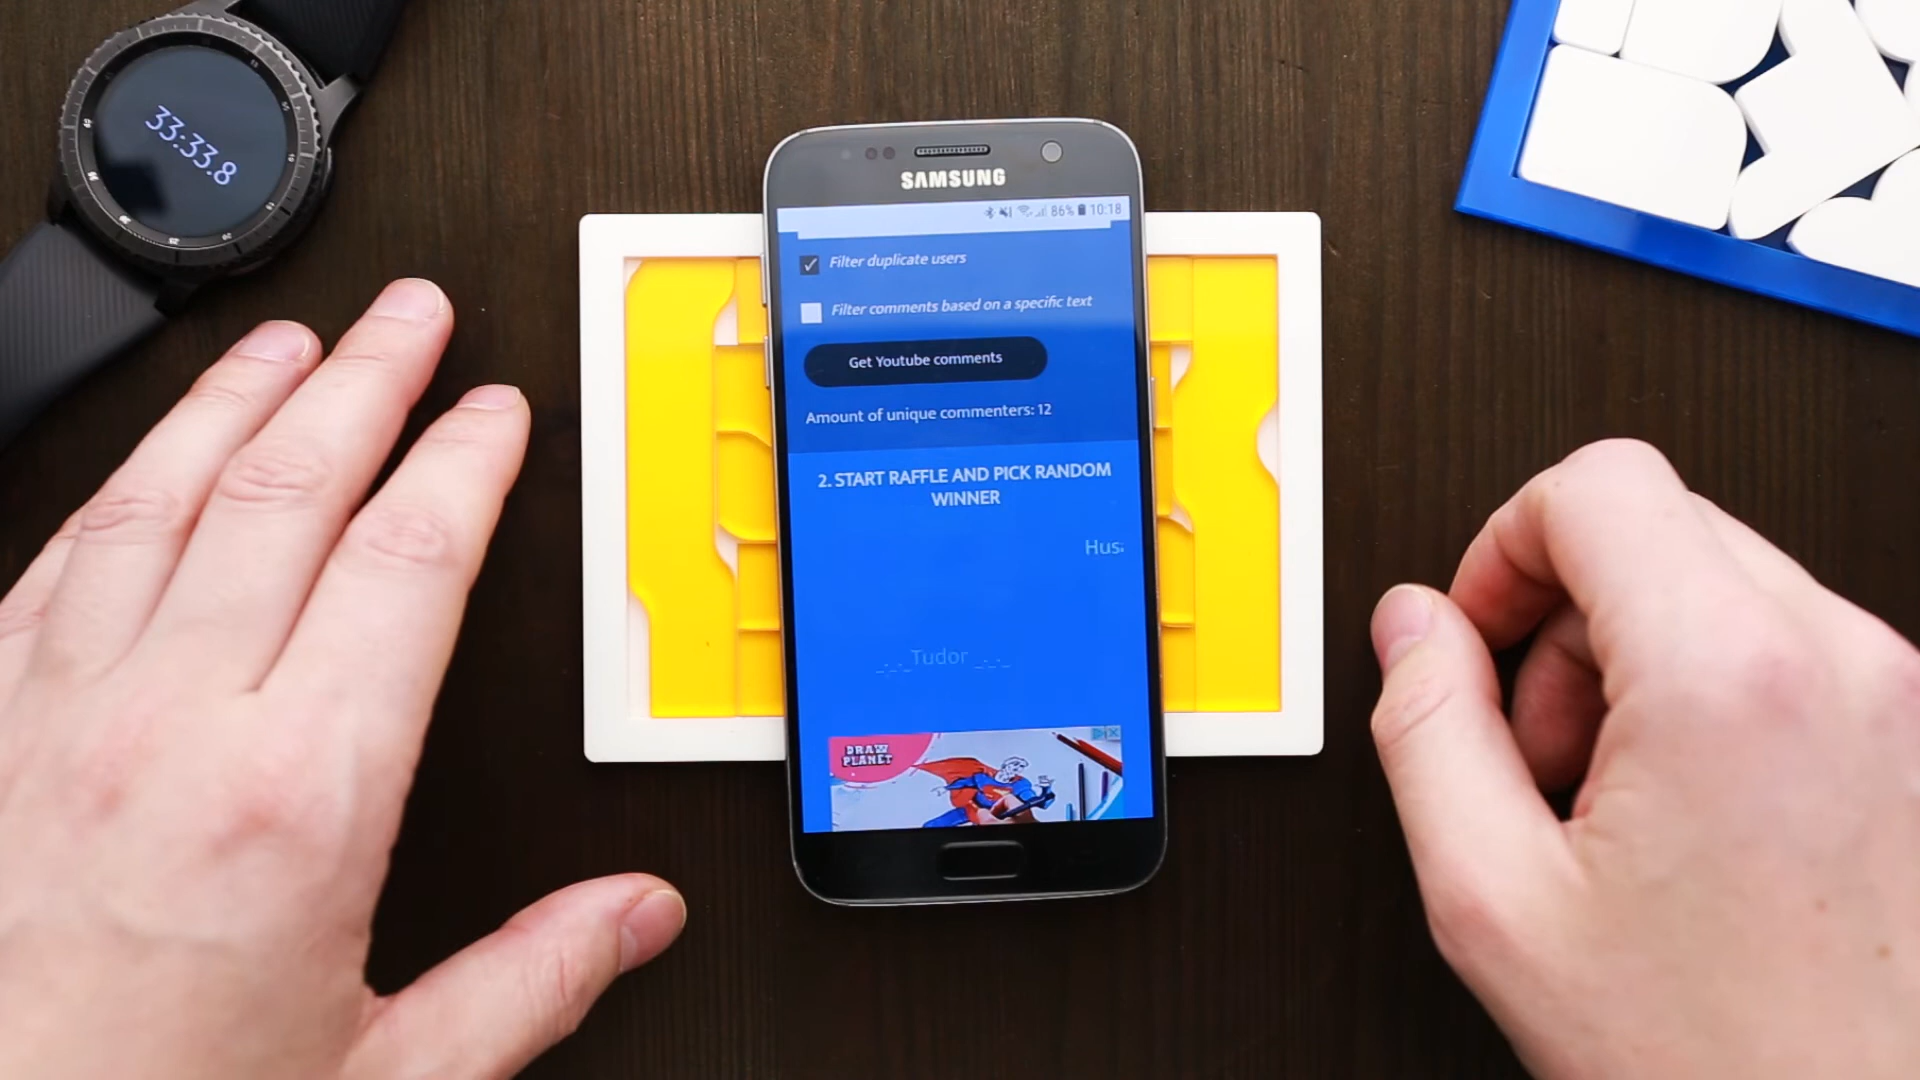 33:33.8
SAMSUNG
86% 10:18
Filter duplicate users
Filter comments based on a specific text
Get Youtube comments
Amount of unique commenters: 12
2. START RAFFLE AND PICK RANDOM
WINNER
Hus
_._._Tudor _._._
DRAW
PLANET